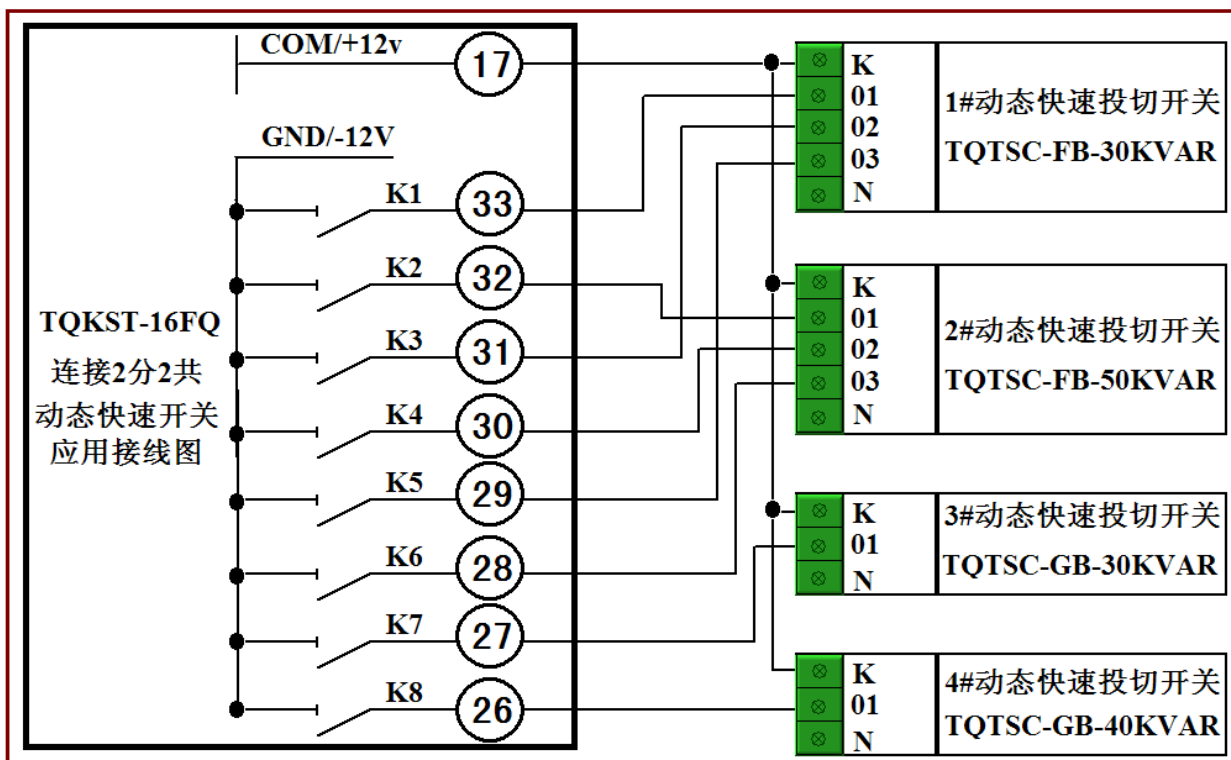 COM/+12v
17
GND/-12V
K1
33
K2
32
K3
31
K4
30
K5
29
K6
28
K7
27
K8
26
TQKST-16FQ
连接2分2共
动态快速开关
应用接线图
K
01
02
03
N
1#动态快速投切开关
TQTSC-FB-30KVAR
K
01
02
03
N
2#动态快速投切开关
TQTSC-FB-50KVAR
K
01
N
3#动态快速投切开关
TQTSC-GB-30KVAR
K
01
N
4#动态快速投切开关
TQTSC-GB-40KVAR